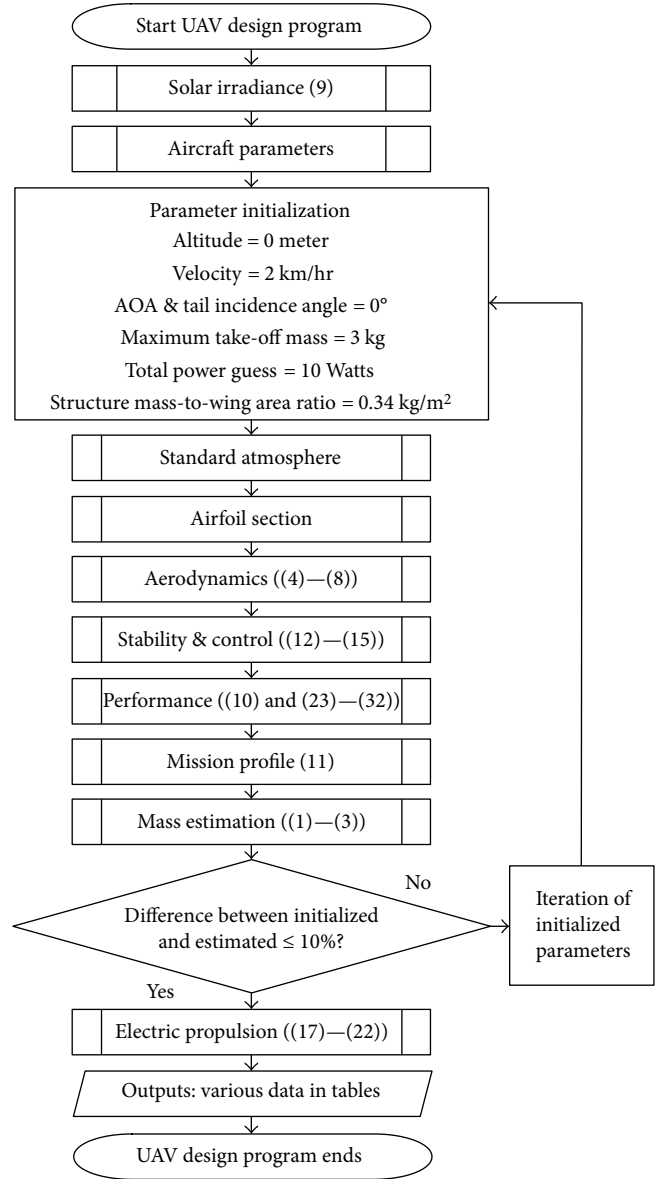 Start UAV design program
Solar irradiance (9)
Aircraft parameters
Parameter initialization
Altitude = 0 meter
Velocity = 2 km/hr
AOA & tail incidence angle = 0°
Maximum take-off mass = 3 kg
Total power guess = 10 Watts
Structure mass-to-wing area ratio = 0.34 kg/m²
Standard atmosphere
Airfoil section
Aerodynamics ((4)—(8))
Stability & control ((12)—(15))
Performance ((10) and (23)—(32))
Mission profile (11)
Mass estimation ((1)—(3))
Difference between initialized
and estimated ≤ 10%?
No
Iteration of
initialized
parameters
Yes
Electric propulsion ((17)—(22))
Outputs: various data in tables
UAV design program ends